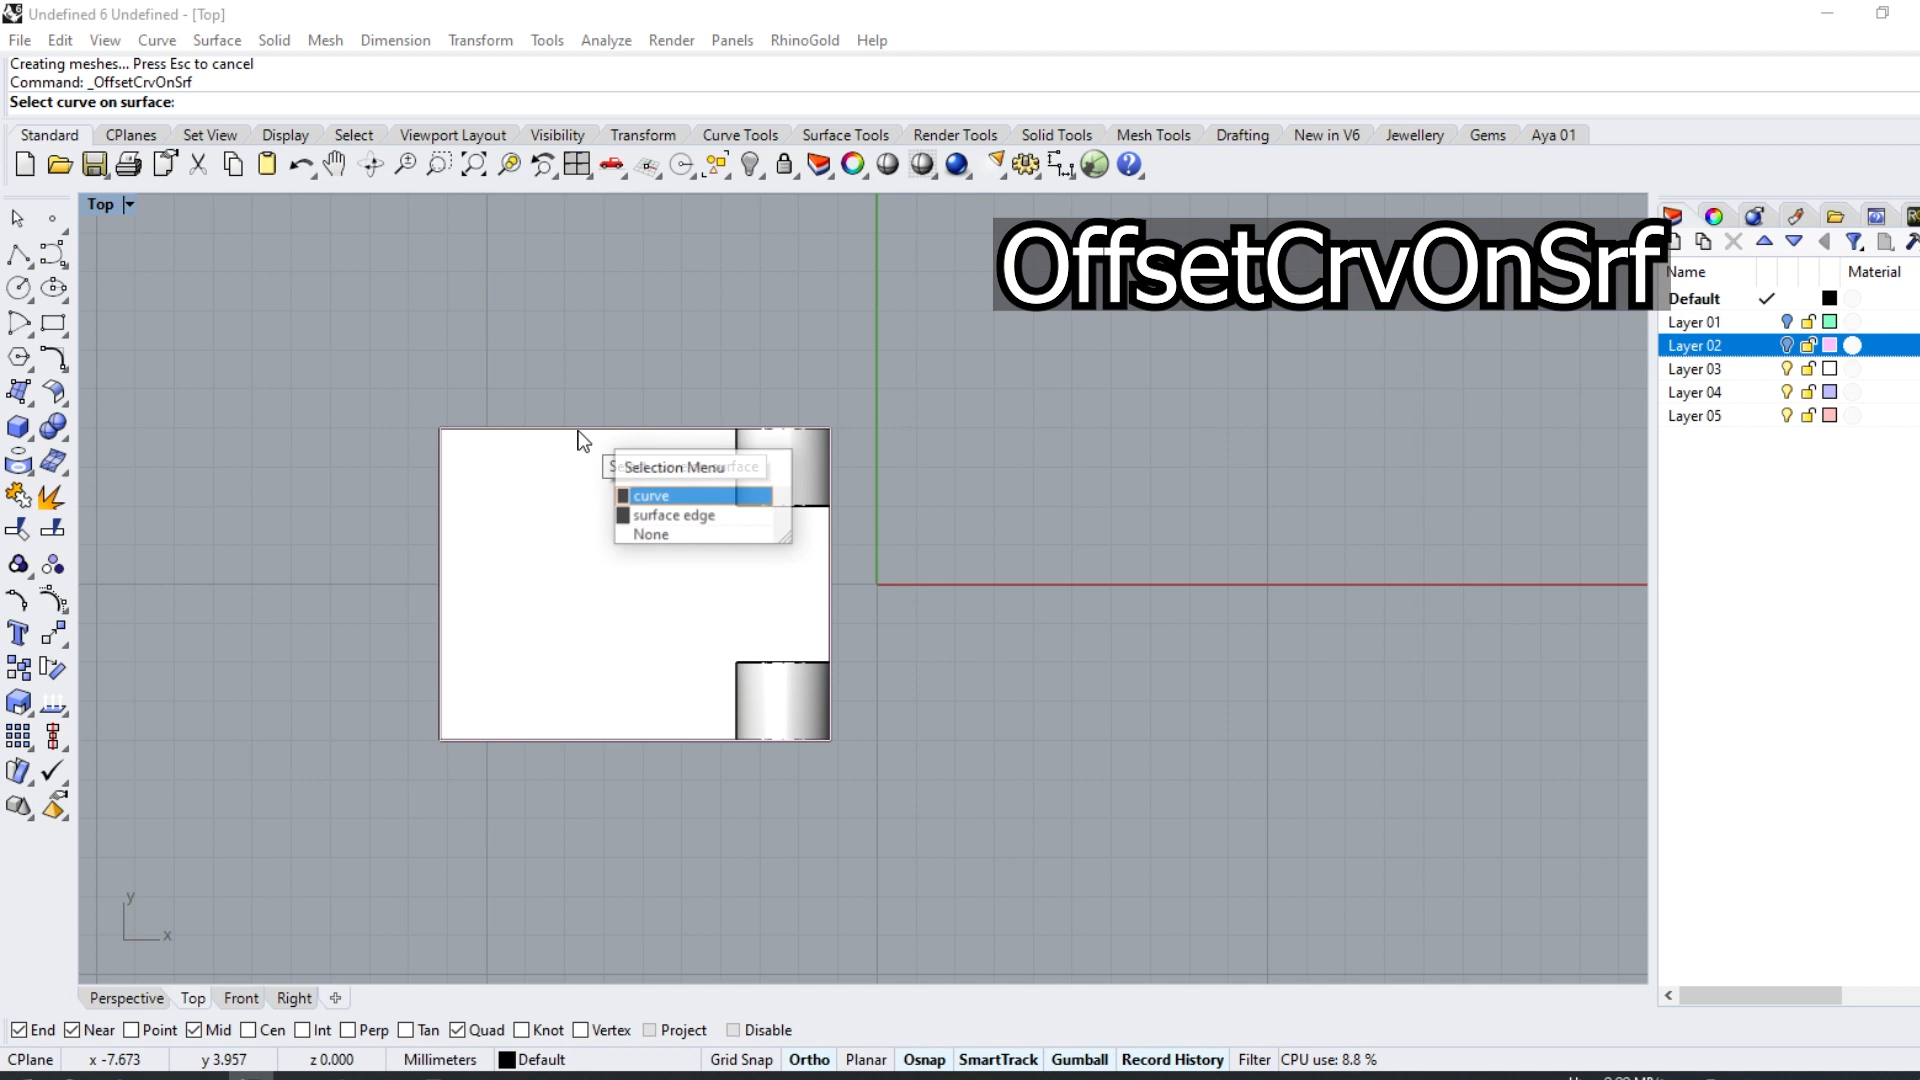 Undefined 6 Undefined - [Top]
File Edit View Curve Surface Solid Mesh Dimension Transform Tools Analyze Render Panels RhinoGold Help
Creating meshes... Press Esc to cancel
Command: _OffsetCrvOnSrf
Select curve on surface:
Standard CPlanes Set View Display Select Viewport Layout Visibility Transform Curve Tools Surface Tools Render Tools Solid Tools Mesh Tools Drafting New in V6 Jewellery Gems Aya 01
Top
OffsetCrvOnSrf
Name Material
Default
Layer 01
Layer 02
Layer 03
Layer 04
Layer 05
Selection Menu
curve
surface edge
None
y
x
Perspective Top Front Right
End Near Point Mid Cen Int Perp Tan Quad Knot Vertex Project Disable
CPlane x -7.673 y 3.957 z 0.000 Millimeters Default Grid Snap Ortho Planar Osnap SmartTrack Gumball Record History Filter CPU use: 8.8 %